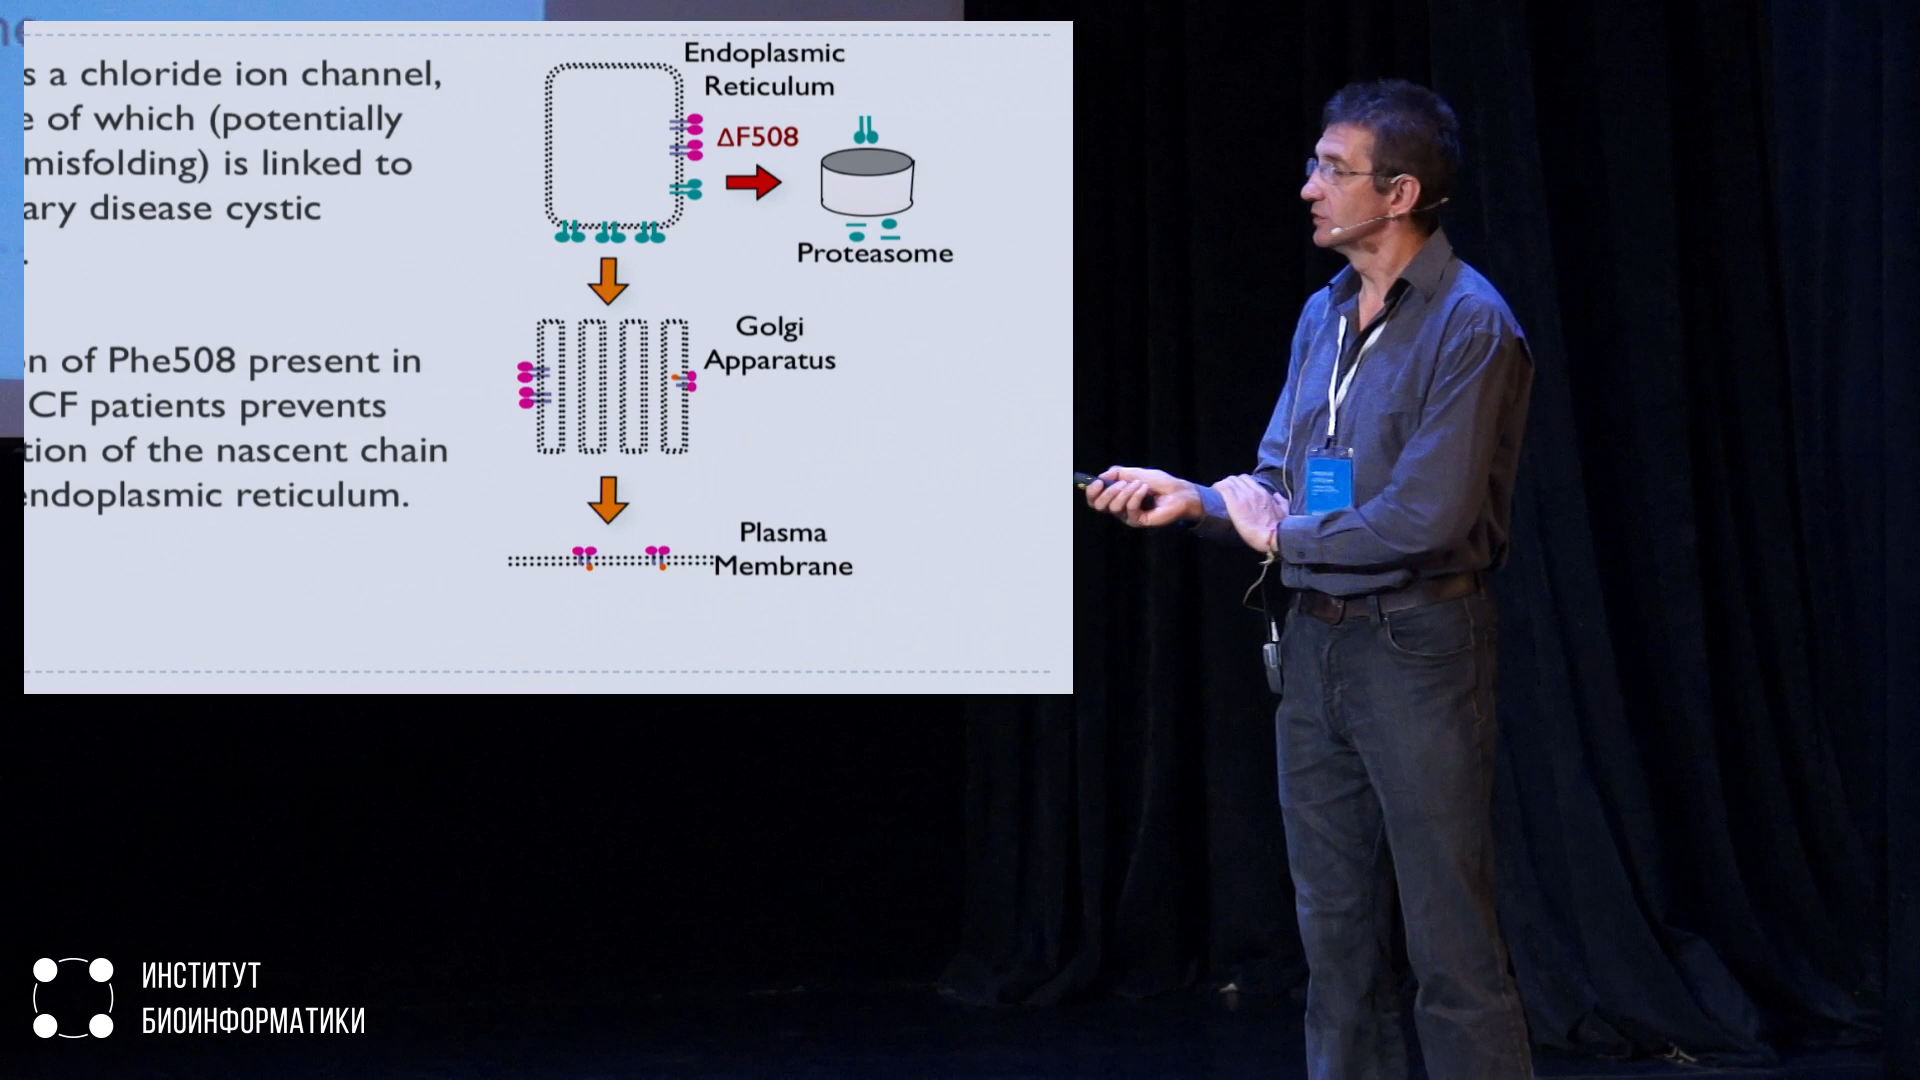 s a chloride ion channel,
e of which (potentially
misfolding) is linked to
ary disease cystic
.
n of Phe508 present in
CF patients prevents
tion of the nascent chain
endoplasmic reticulum.
Endoplasmic
Reticulum
ΔF508
Proteasome
Golgi
Apparatus
Plasma
Membrane
ИНСТИТУТ
БИОИНФОРМАТИКИ